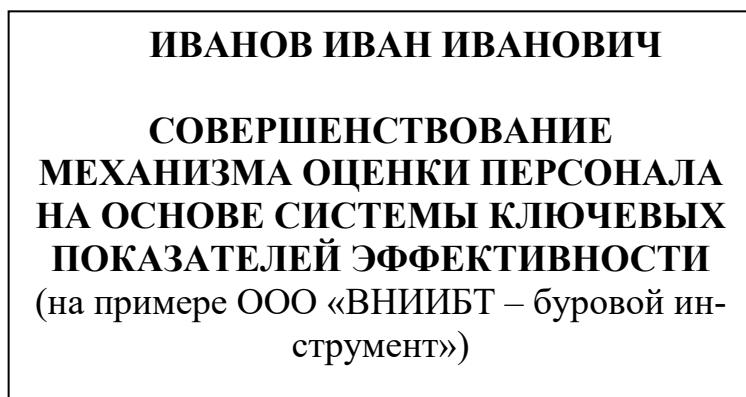 ИВАНОВ ИВАН ИВАНОВИЧ
СОВЕРШЕНСТВОВАНИЕ
МЕХАНИЗМА ОЦЕНКИ ПЕРСОНАЛА
НА ОСНОВЕ СИСТЕМЫ КЛЮЧЕВЫХ
ПОКАЗАТЕЛЕЙ ЭФФЕКТИВНОСТИ
(на примере ООО «ВНИИБТ – буровой ин-
струмент»)